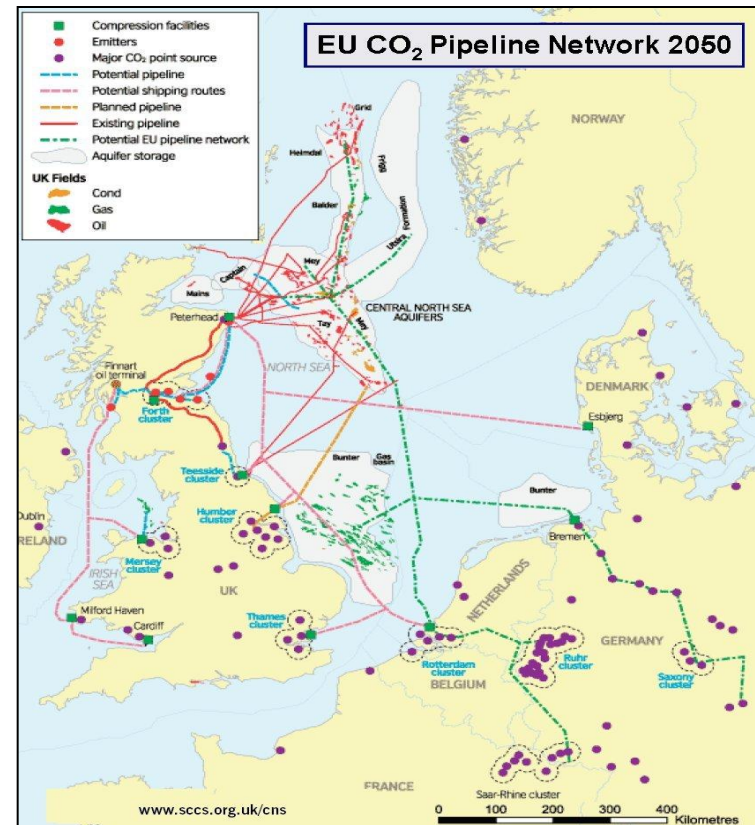 EU CO₂ Pipeline Network 2050
Compression facilities
Emitters
Major CO₂ point source
Potential pipeline
Potential shipping routes
Planned pipeline
Existing pipeline
Potential EU pipeline network
Aquifer storage
UK Fields
Cond
Gas
Oil
Grid
NORWAY
Heimdal
Frigg
Balder
Utsira Formation
Mey
Captain
Mains
CENTRAL NORTH SEA
AQUIFERS
Peterhead
Tay
Mey
Finnart
oil terminal
NORTH SEA
DENMARK
Forth
cluster
Esbjerg
Teesside
cluster
Bunter
Gas
basin
Bunter
Humber
cluster
Bremen
Dublin
IRELAND
Mersey
cluster
IRISH
SEA
UK
NETHERLANDS
Milford Haven
Cardiff
Thames
cluster
Rotterdam
cluster
Ruhr
cluster
GERMANY
Saxony
cluster
BELGIUM
FRANCE
Saar-Rhine cluster
www.sccs.org.uk/cns
0 100 200 300 400
Kilometres